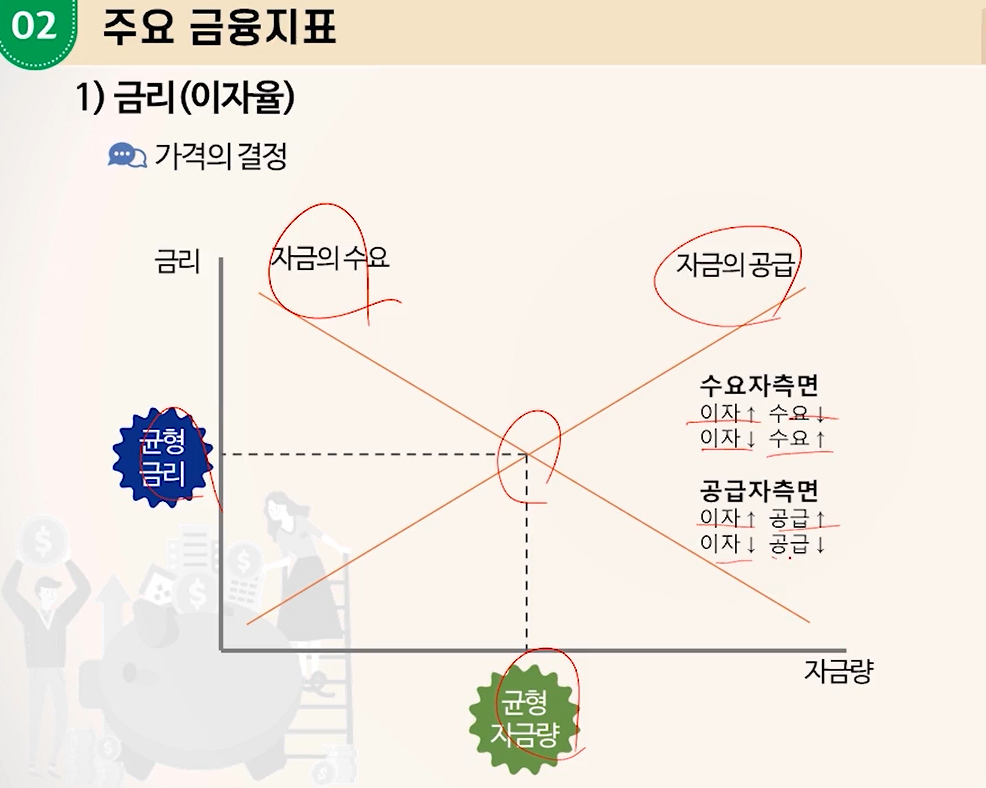 02 주요 금융지표
1) 금리(이자율)
가격의 결정
금리
자금의 수요
자금의 공급
수요자측면
이자↑ 수요↓
이자↓ 수요↑
균형
금리
공급자측면
이자↑ 공급↑
이자↓ 공급↓
자금량
균형
자금량
$
$
$
$
$
$